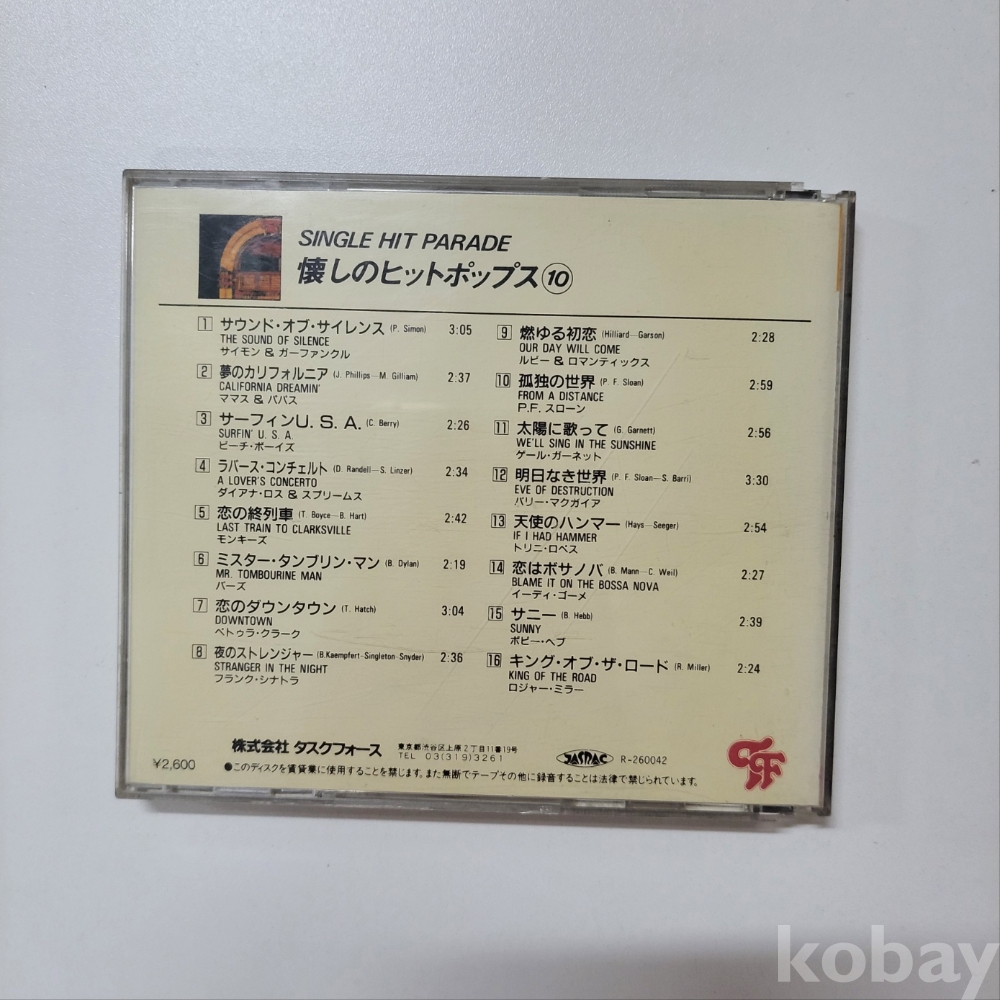 SINGLE HIT PARADE
懐しのヒットポップス⑩
1 サウンド・オブ・サイレンス (P. Simon) 3:05
THE SOUND OF SILENCE
サイモン & ガーファンクル
2 夢のカリフォルニア (J. Phillips—M. Gilliam) 2:37
CALIFORNIA DREAMIN'
ママス & パパス
3 サーフィンU. S. A. (C. Berry) 2:26
SURFIN' U. S. A.
ビーチ・ボーイズ
4 ラバース・コンチェルト (D. Randell—S. Linzer) 2:34
A LOVER'S CONCERTO
ダイアナ・ロス & スプリームス
5 恋の終列車 (T. Boyce—B. Hart) 2:42
LAST TRAIN TO CLARKSVILLE
モンキーズ
6 ミスター・タンブリン・マン (B. Dylan) 2:19
MR. TOMBOURINE MAN
バーズ
7 恋のダウンタウン (T. Hatch) 3:04
DOWNTOWN
ペトゥラ・クラーク
8 夜のストレンジャー (B.Kaempfert-Singleton-Snyder) 2:36
STRANGER IN THE NIGHT
フランク・シナトラ
9 燃ゆる初恋 (Hilliard—Garson) 2:28
OUR DAY WILL COME
ルビー & ロマンティックス
10 孤独の世界 (P. F. Sloan) 2:59
FROM A DISTANCE
P.F. スローン
11 太陽に歌って (G. Garnett) 2:56
WE'LL SING IN THE SUNSHINE
ゲール・ガーネット
12 明日なき世界 (P. F. Sloan—S. Barri) 3:30
EVE OF DESTRUCTION
バリー・マクガイア
13 天使のハンマー (Hays—Seeger) 2:54
IF I HAD HAMMER
トリニ・ロペス
14 恋はボサノバ (B. Mann—C. Weil) 2:27
BLAME IT ON THE BOSSA NOVA
イーディ・ゴーメ
15 サニー (B. Hebb) 2:39
SUNNY
ボビー・ヘブ
16 キング・オブ・ザ・ロード (R. Miller) 2:24
KING OF THE ROAD
ロジャー・ミラー
株式会社 タスクフォース 東京都渋谷区上原2丁目11番19号
TEL 03(319)3261
JASRAC R-260042
¥2,600
●このディスクを賃貸業に使用することを禁じます。また無断でテープその他に録音することは法律で禁じられています。
kobay